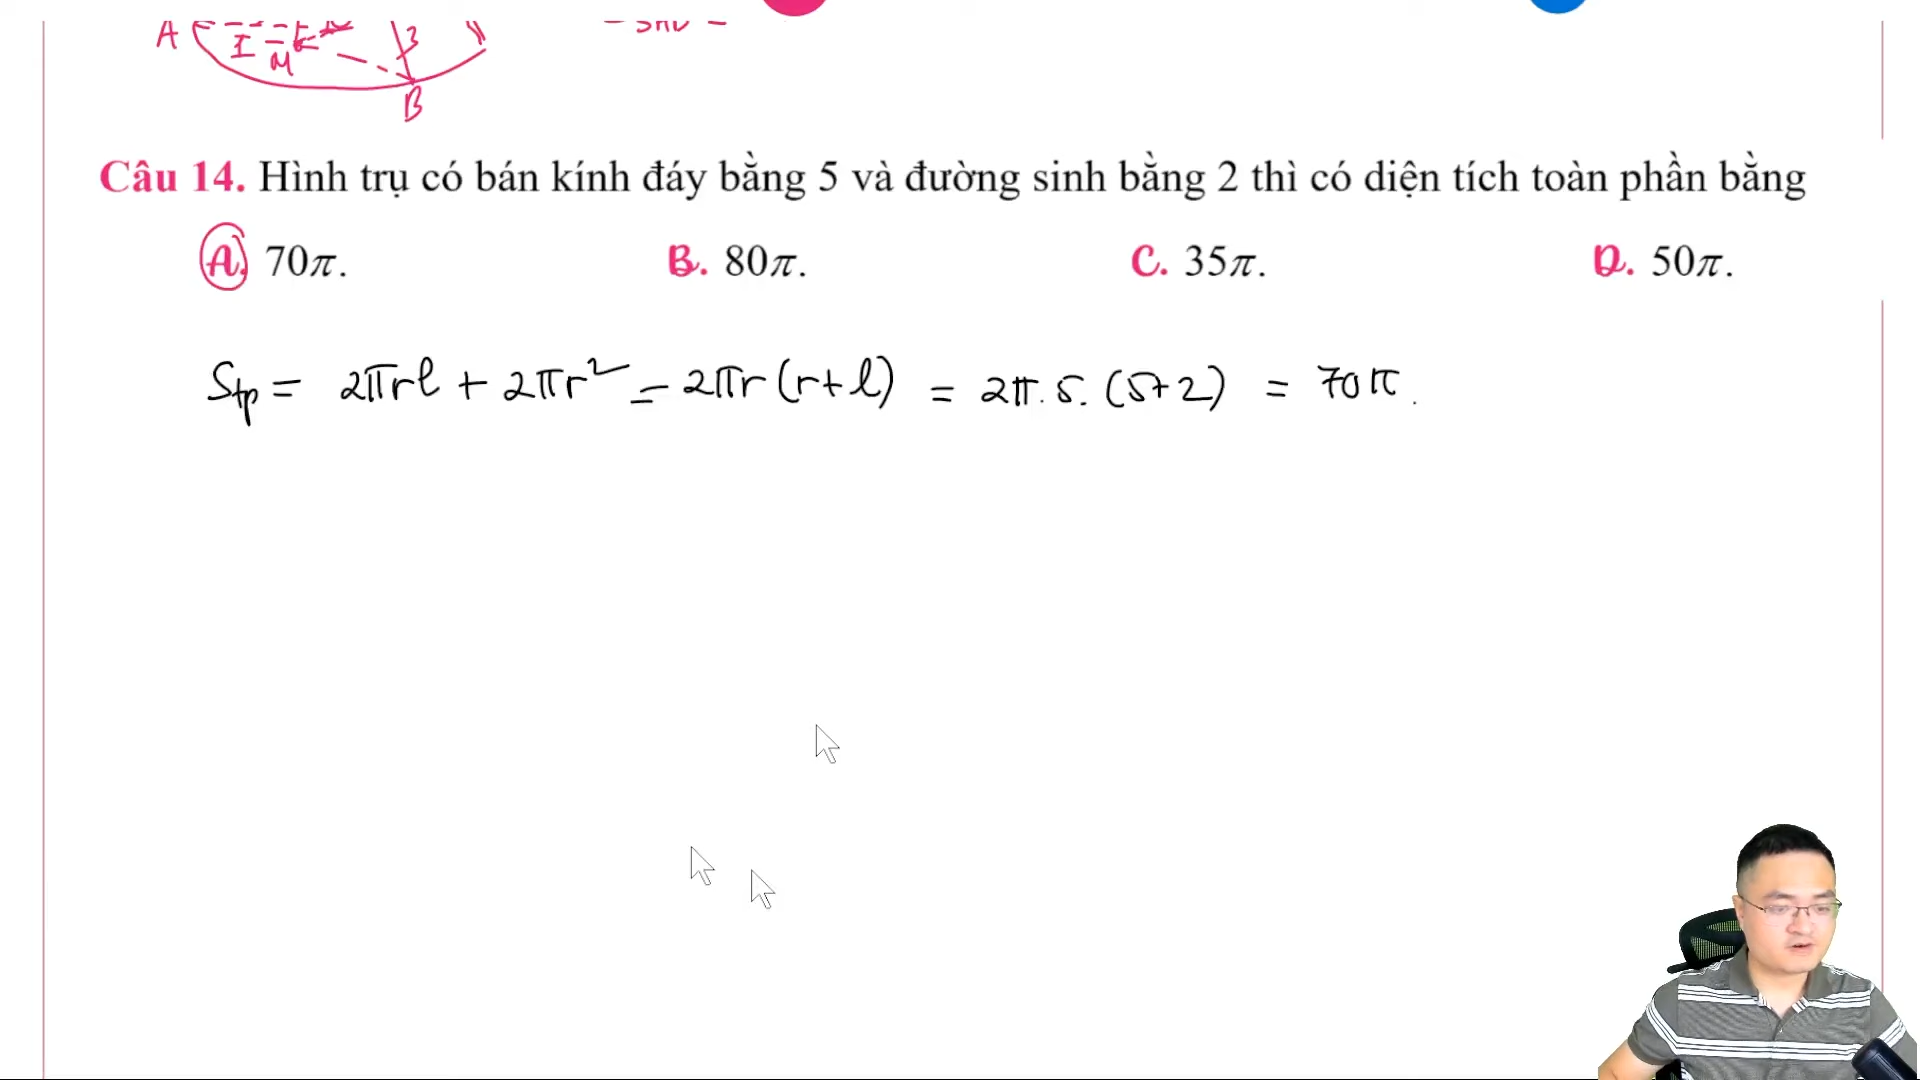 A I M 3
B
Câu 14. Hình trụ có bán kính đáy bằng 5 và đường sinh bằng 2 thì có diện tích toàn phần bằng
A. 70π. B. 80π. C. 35π. D. 50π.
Stp = 2πrl + 2πr² = 2πr(r+l) = 2π.5.(5+2) = 70π.